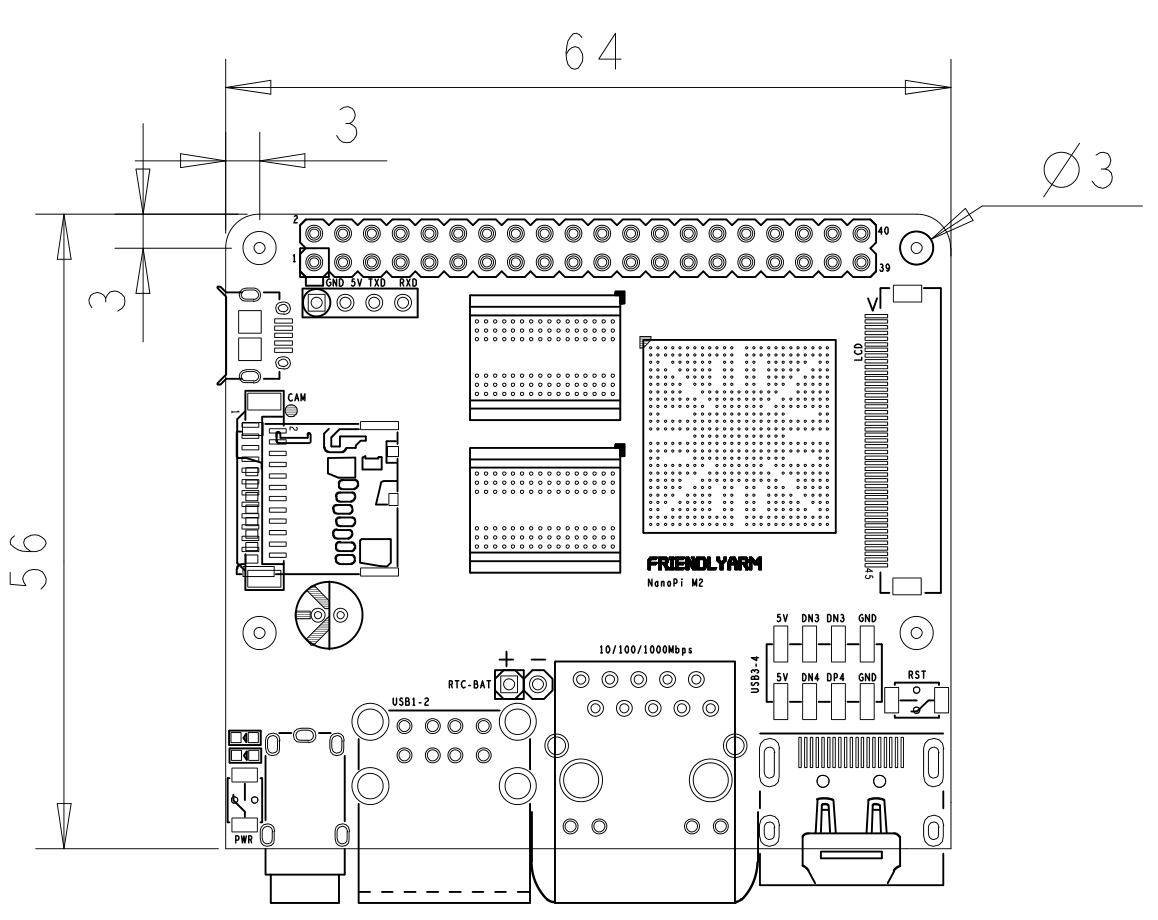 64
3
Ø3
2
40
1
39
GND 5V TXD RXD
3
V
LCD
CAM
1
2
56
FRIENDLYARM
NanoPi M2
45
5V DN3 DN3 GND
10/100/1000Mbps
+ −
USB3-4
RTC-BAT
5V DN4 DP4 GND
RST
USB1-2
PWR